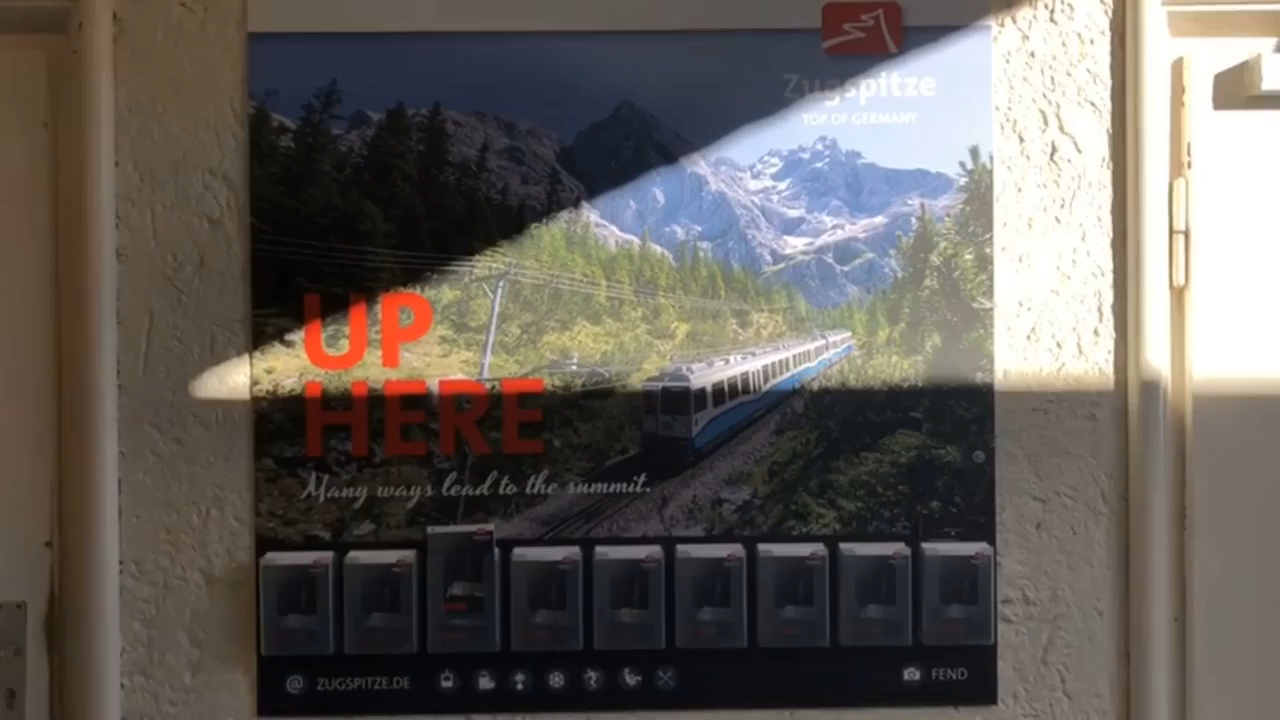 Zugspitze
TOP OF GERMANY
UP
HERE
Many ways lead to the summit.
@ ZUGSPITZE.DE
FEND